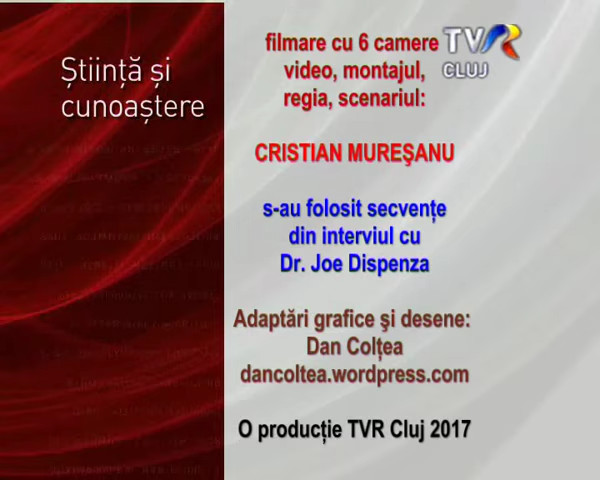 Știință și
cunoaștere
filmare cu 6 camere
video, montajul,
regia, scenariul:
TVR
CLUJ
CRISTIAN MUREŞANU
s-au folosit secvențe
din interviul cu
Dr. Joe Dispenza
Adaptări grafice şi desene:
Dan Colțea
dancoltea.wordpress.com
O producție TVR Cluj 2017